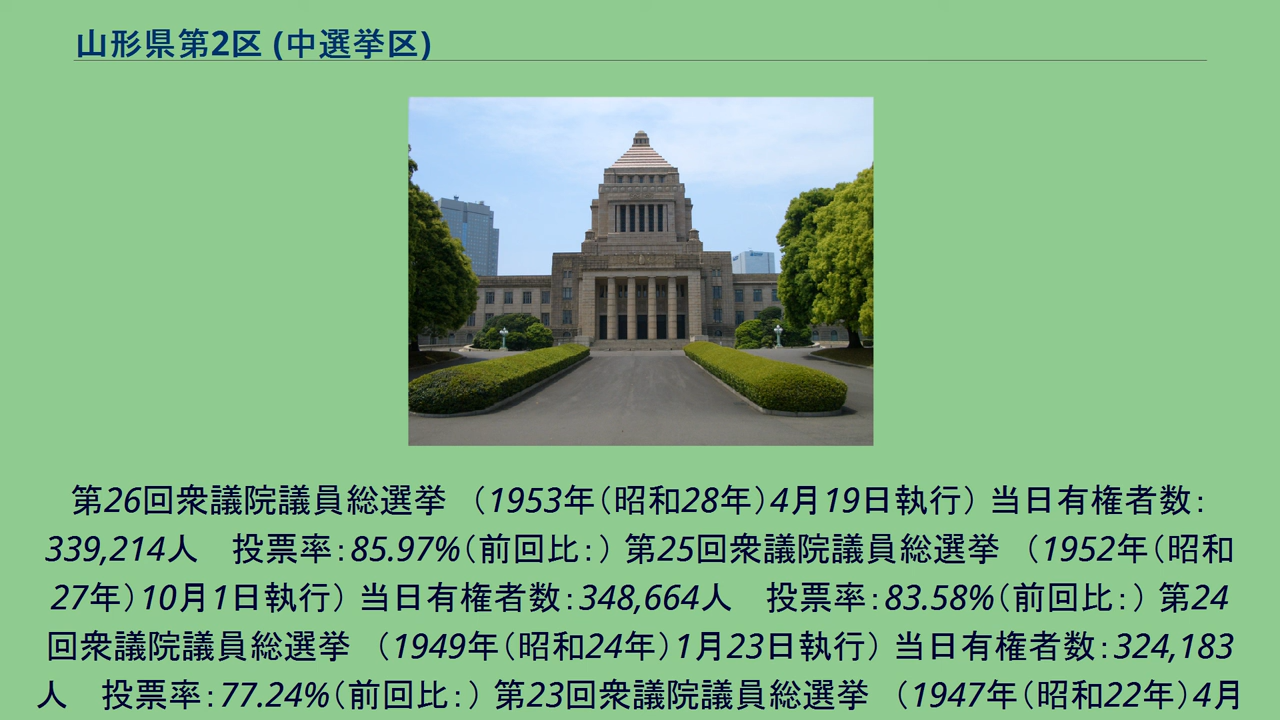 山形県第2区 (中選挙区)
第26回衆議院議員総選挙　（1953年（昭和28年）4月19日執行） 当日有権者数：
339,214人　投票率：85.97%（前回比：） 第25回衆議院議員総選挙　（1952年（昭和
27年）10月1日執行） 当日有権者数：348,664人　投票率：83.58%（前回比：） 第24
回衆議院議員総選挙　（1949年（昭和24年）1月23日執行） 当日有権者数：324,183
人　投票率：77.24%（前回比：） 第23回衆議院議員総選挙　（1947年（昭和22年）4月